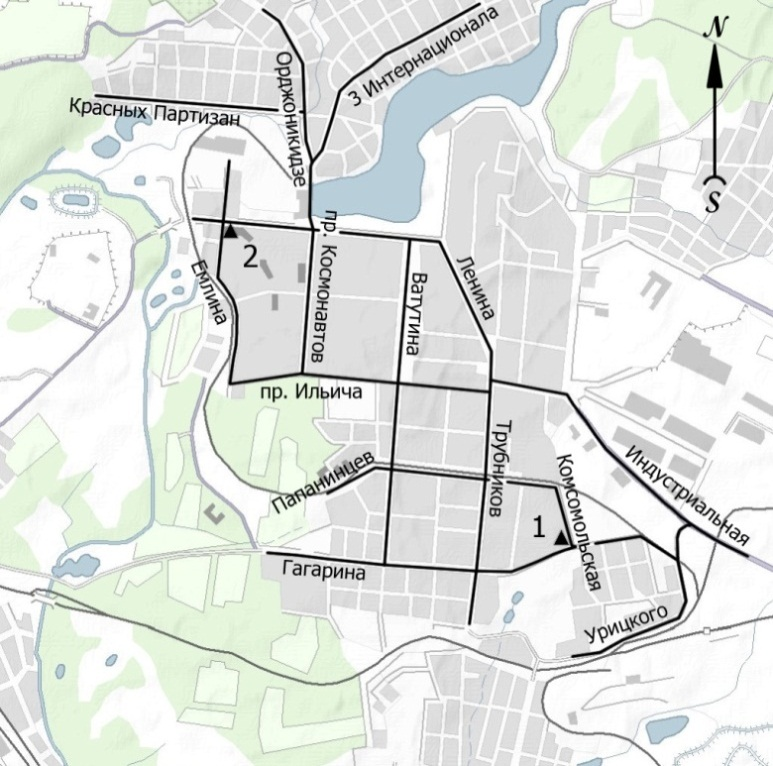 N
3 Интернационала
Орджоникидзе
Красных Партизан
S
пр. Космонавтов
2
Емлина
Ватутина
Ленина
пр. Ильича
Трубников
Папанинцев
Комсомольская
Индустриальная
1
Гагарина
Урицкого